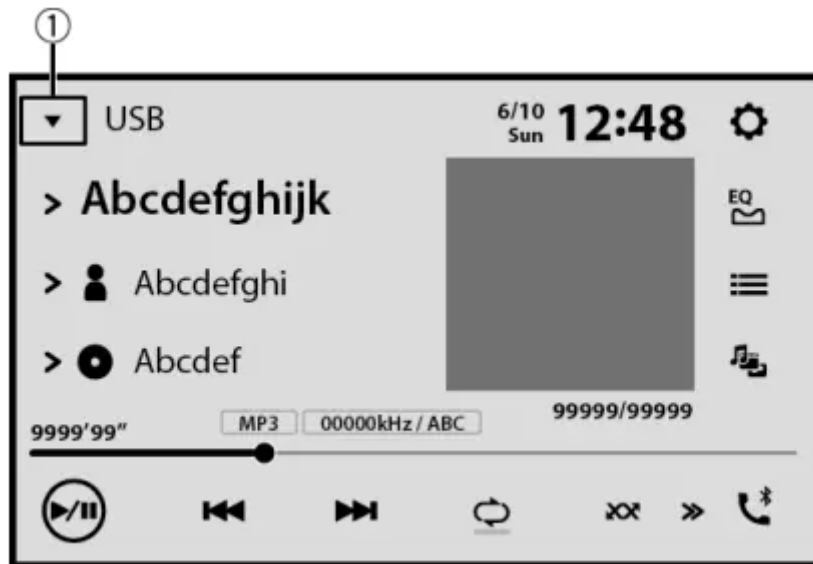 ①
USB
6/10
Sun
12:48
Abcdefghijk
EQ
Abcdefghi
Abcdef
99999/99999
9999'99"
MP3
00000kHz / ABC